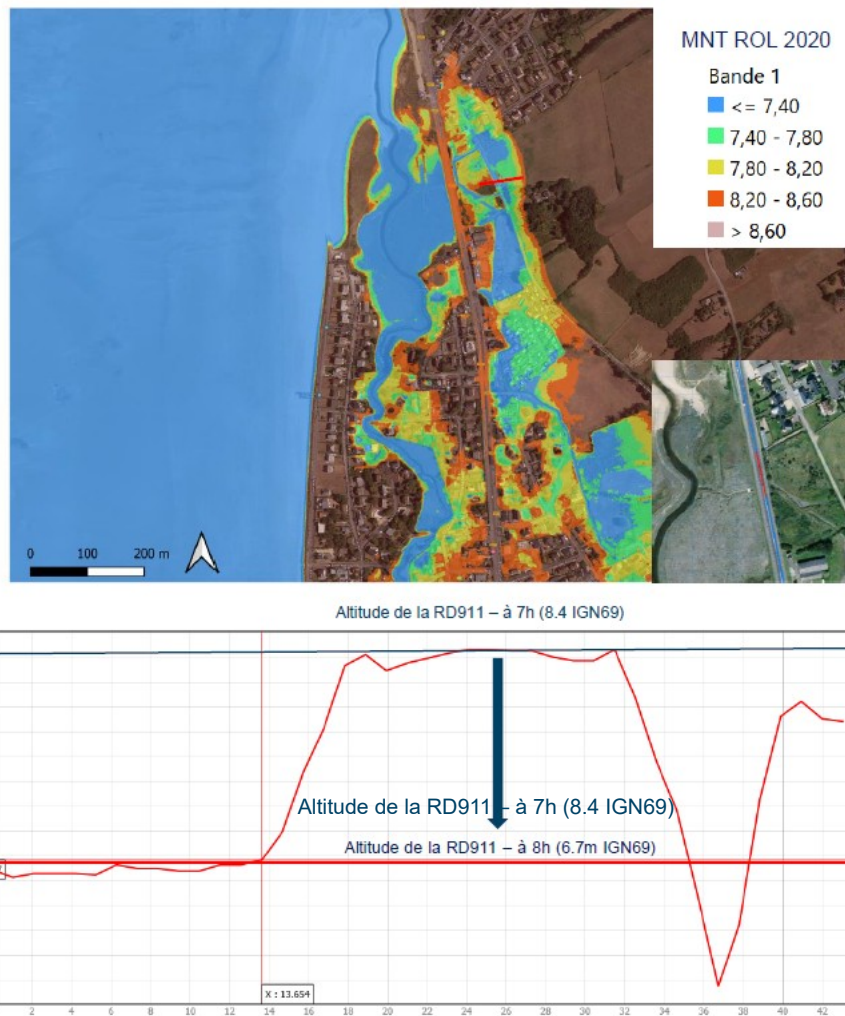 MNT ROL 2020
Bande 1
<= 7,40
7,40 - 7,80
7,80 - 8,20
8,20 - 8,60
> 8,60
0 100 200 m
Altitude de la RD911 – à 7h (8.4 IGN69)
Altitude de la RD911 – à 7h (8.4 IGN69)
Altitude de la RD911 – à 8h (6.7m IGN69)
X : 13.654
2 4 6 8 10 12 14 16 18 20 22 24 26 28 30 32 34 36 38 40 42